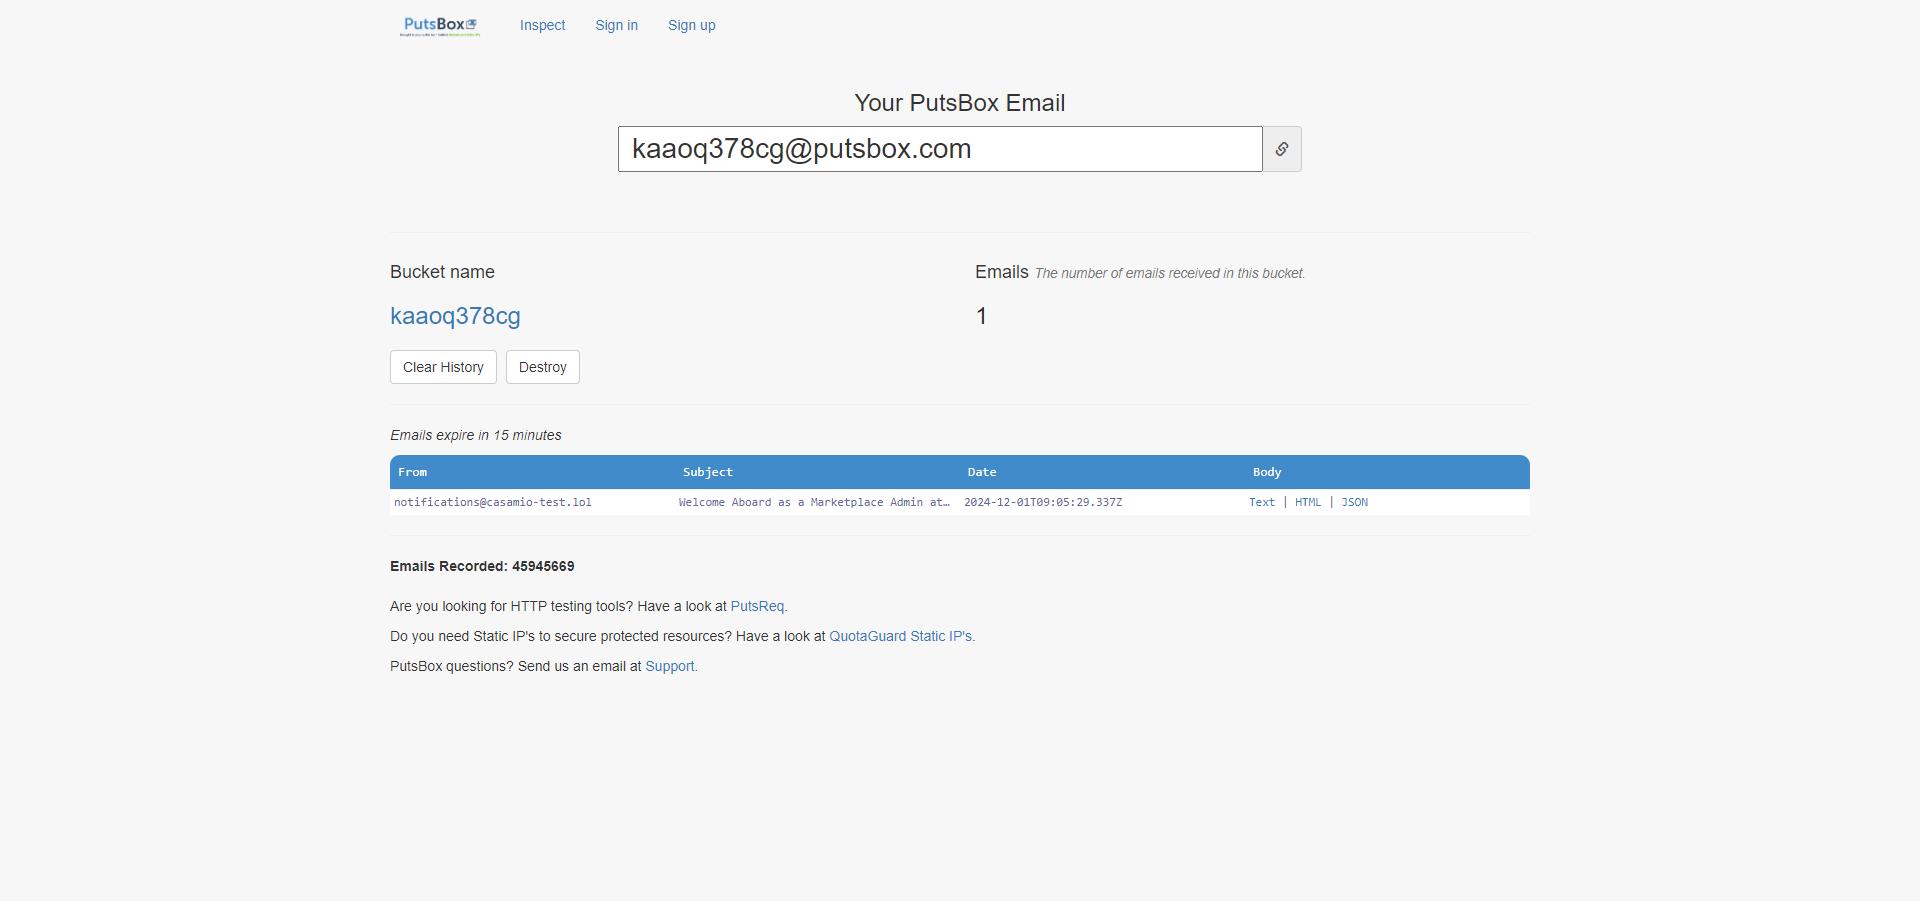 PutsBox
Inspect
Sign in
Sign up
Your PutsBox Email
kaaoq378cg@putsbox.com
Bucket name
Emails The number of emails received in this bucket.
kaaoq378cg
1
Clear History
Destroy
Emails expire in 15 minutes
From Subject Date Body
notifications@casamio-test.lol Welcome Aboard as a Marketplace Admin at… 2024-12-01T09:05:29.337Z Text | HTML | JSON
Emails Recorded: 45945669
Are you looking for HTTP testing tools? Have a look at PutsReq.
Do you need Static IP's to secure protected resources? Have a look at QuotaGuard Static IP's.
PutsBox questions? Send us an email at Support.